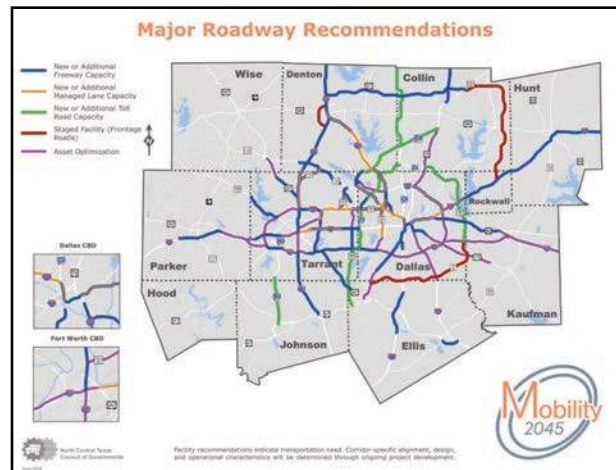 Major Roadway Recommendations
New or Additional
Freeway Capacity
New or Additional
Managed Lane Capacity
New or Additional Toll
Road Capacity
Staged Facility (Frontage
Roads)
Asset Optimization
Wise
Denton
Collin
Hunt
Rockwall
Parker
Tarrant
Dallas
Hood
Johnson
Ellis
Kaufman
Dallas CBD
Fort Worth CBD
Mobility
2045
North Central Texas
Council of Governments
Facility recommendations indicate transportation need. Corridor-specific alignment, design,
and operational characteristics will be determined through ongoing project development.